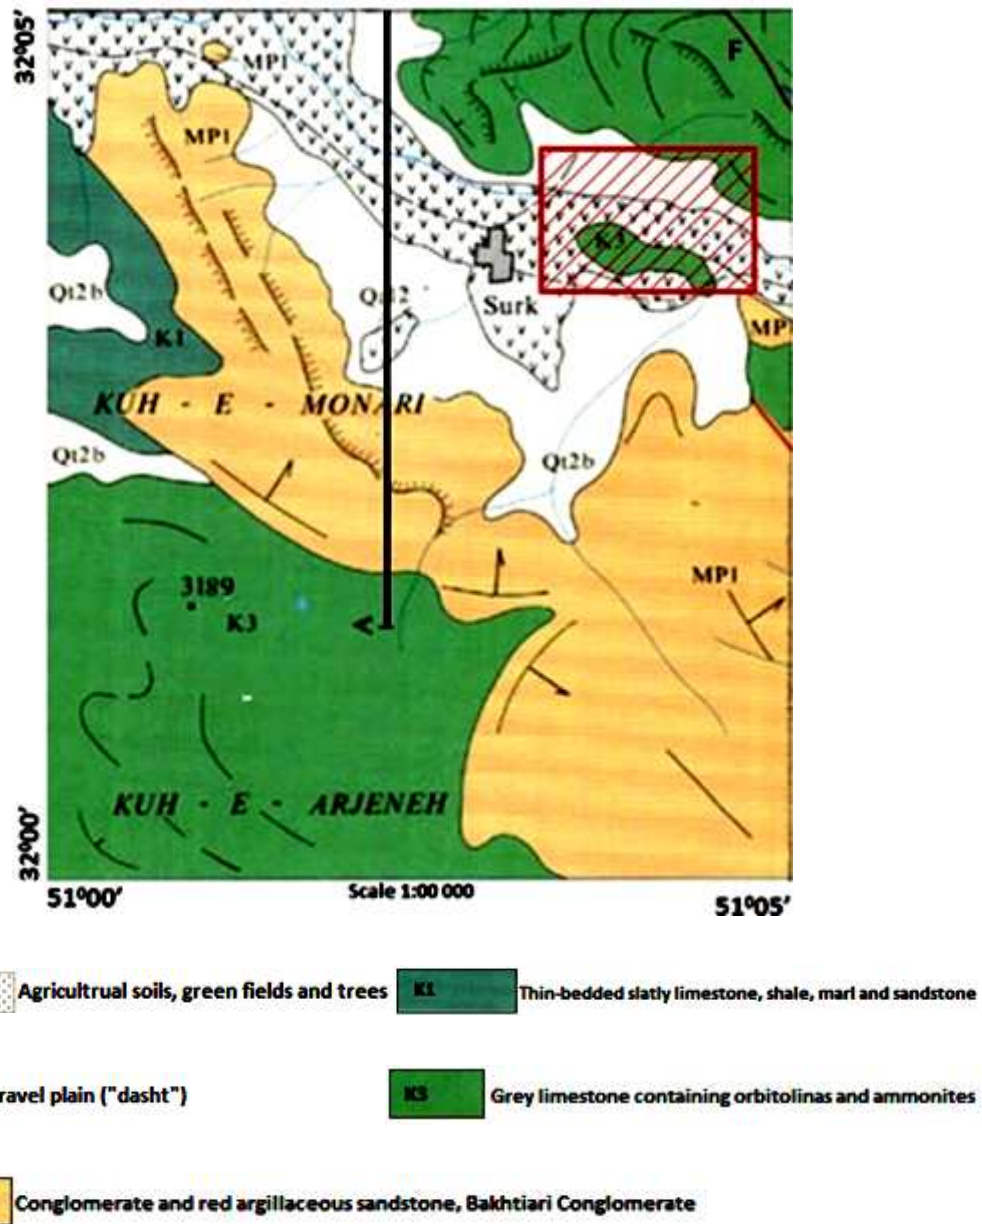 32°05'
MP1
F
MP1
K3
Qt2b
Surk
MP
K1
KUH - E - MONARI
Qt2b
Qt2b
MP1
3189
K3
A
KUH - E - ARJENEH
32°00'
51°00'
Scale 1:00 000
51°05'
Agricultrual soils, green fields and trees
K1
Thin-bedded slatly limestone, shale, marl and sandstone
ravel plain ("dasht")
K3
Grey limestone containing orbitolinas and ammonites
Conglomerate and red argillaceous sandstone, Bakhtiari Conglomerate